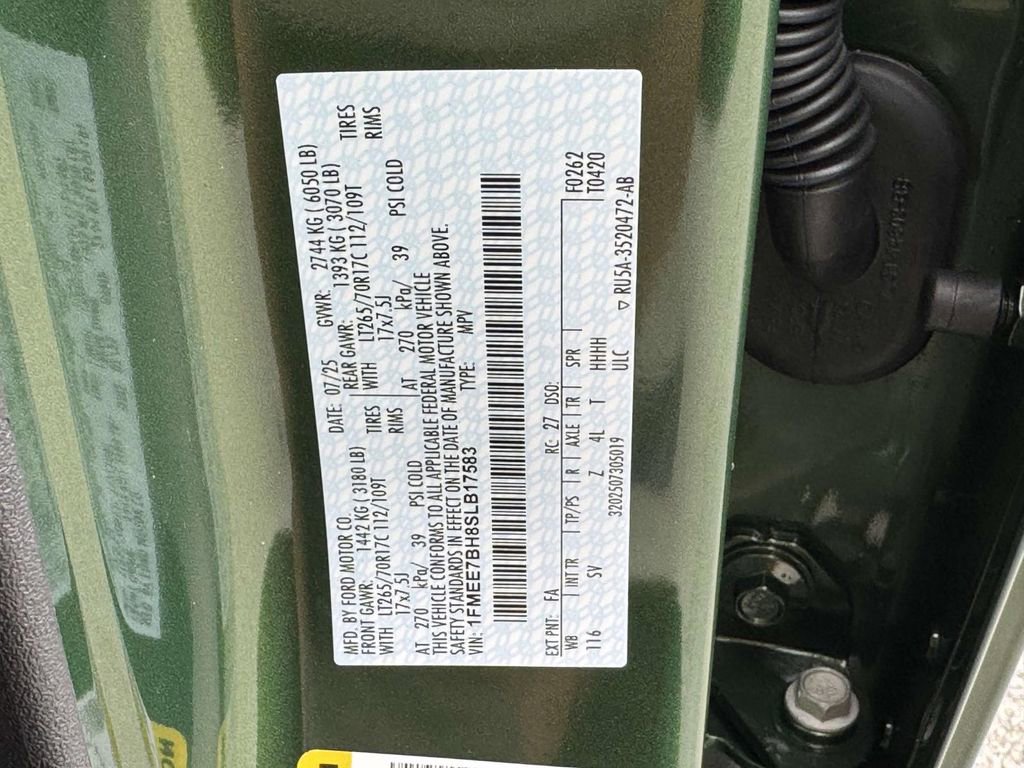 MFD. BY FORD MOTOR CO. DATE: 07/25 GVWR: 2744 KG ( 6050 LB)
FRONT GAWR: 1442 KG ( 3180 LB) REAR GAWR: 1393 KG ( 3070 LB)
WITH LT265/70R17C 112/109T TIRES WITH LT265/70R17C 112/109T TIRES
17x7.5J RIMS 17x7.5J RIMS
AT 270 kPa/ 39 PSI COLD AT 270 kPa/ 39 PSI COLD
THIS VEHICLE CONFORMS TO ALL APPLICABLE FEDERAL MOTOR VEHICLE
SAFETY STANDARDS IN EFFECT ON THE DATE OF MANUFACTURE SHOWN ABOVE.
VIN: 1FMEE7BH8SLB17583 TYPE: MPV
EXT PNT: FA RC: 27 DSO: F0262
WB INT TR TP/PS R AXLE TR SPR T0420
116 SV Z 4L T HHHH
3202507305019 ULC ▽ RU5A-3520472-AB